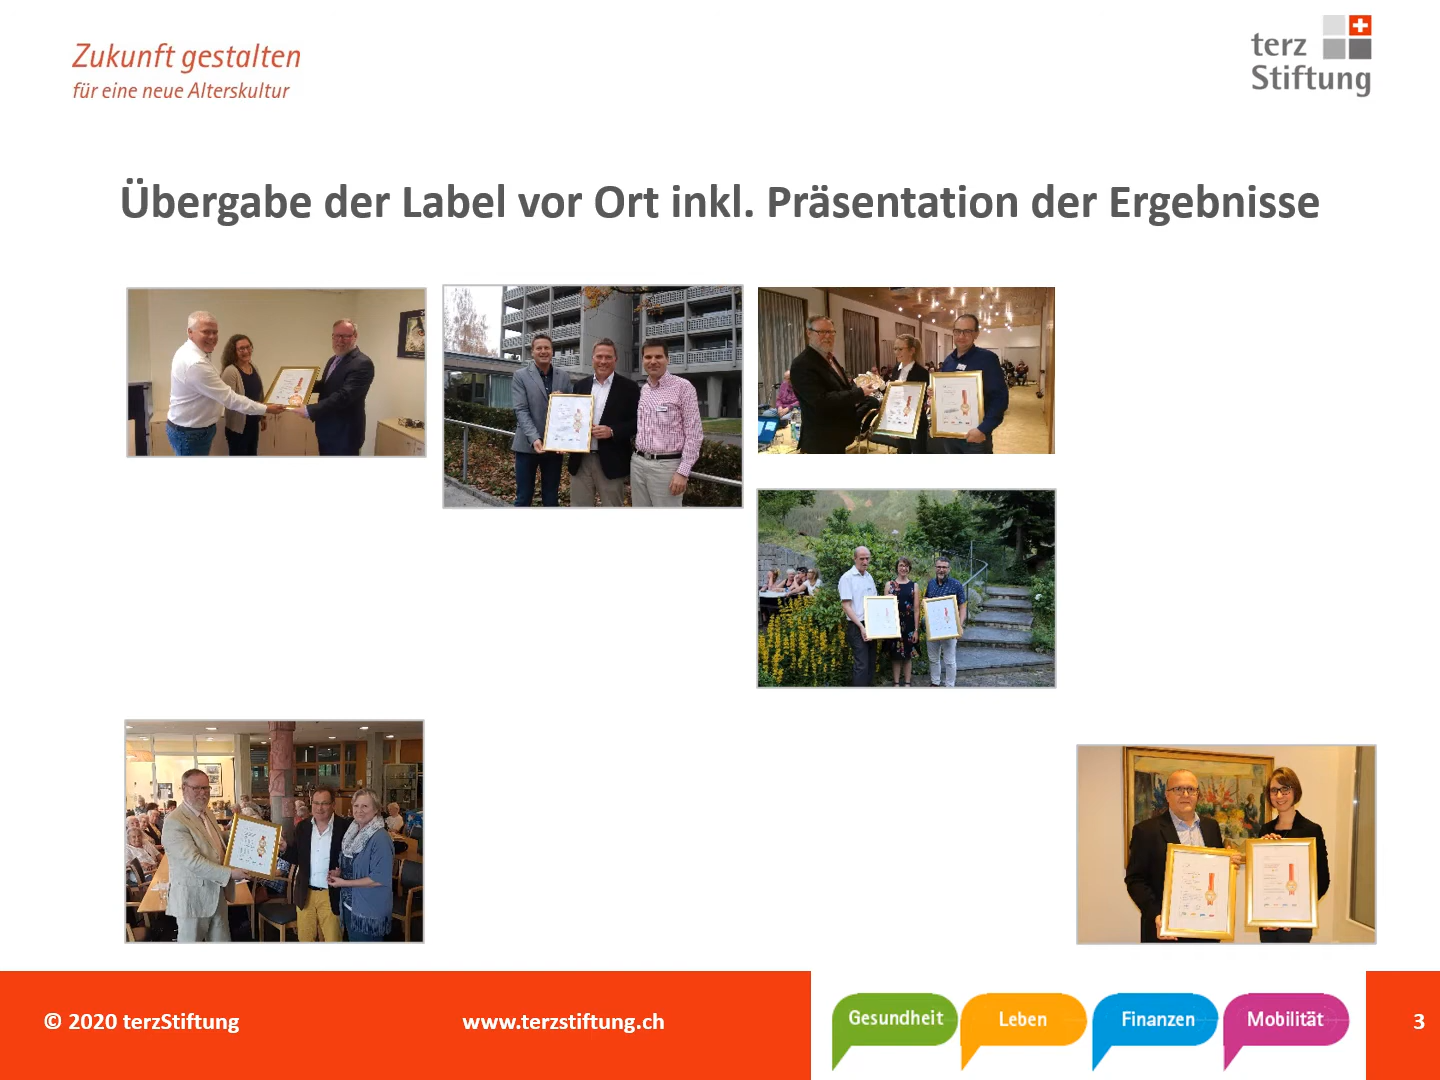 Zukunft gestalten
für eine neue Alterskultur
terz
Stiftung
Übergabe der Label vor Ort inkl. Präsentation der Ergebnisse
© 2020 terzStiftung
www.terzstiftung.ch
Gesundheit
Leben
Finanzen
Mobilität
3